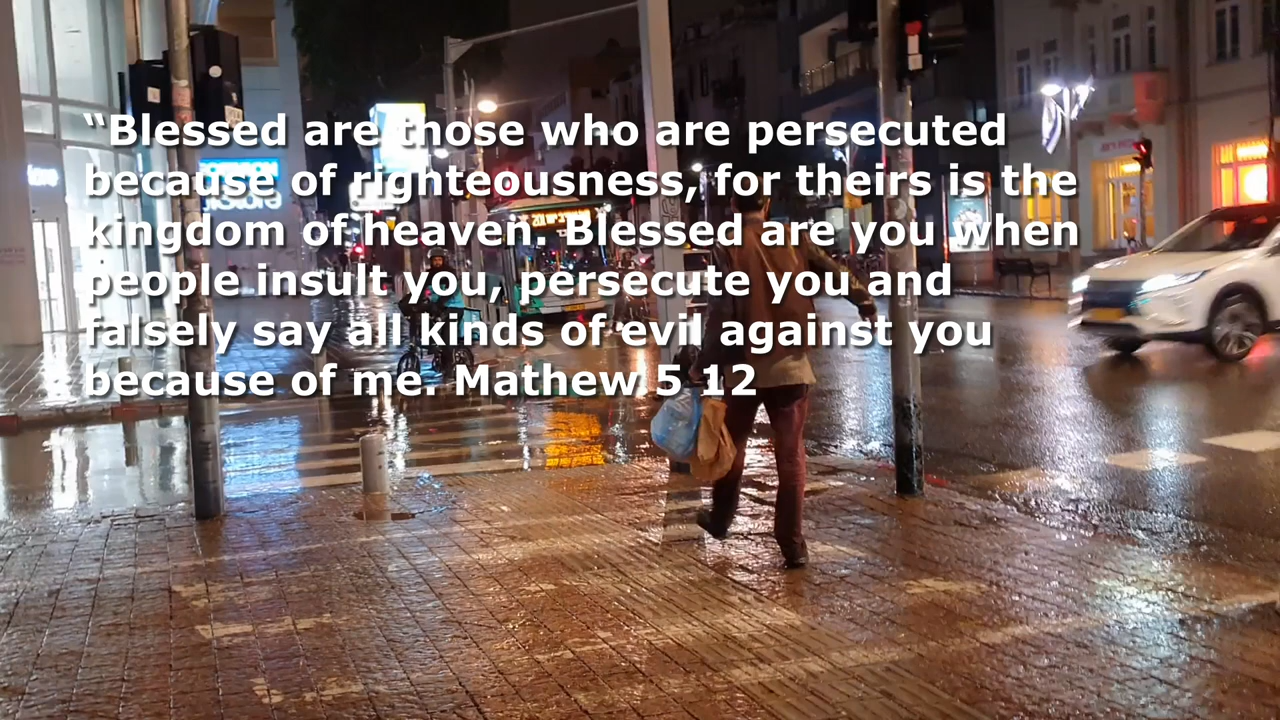 “Blessed are those who are persecuted
because of righteousness, for theirs is the
kingdom of heaven. Blessed are you when
people insult you, persecute you and
falsely say all kinds of evil against you
because of me. Mathew 5 12